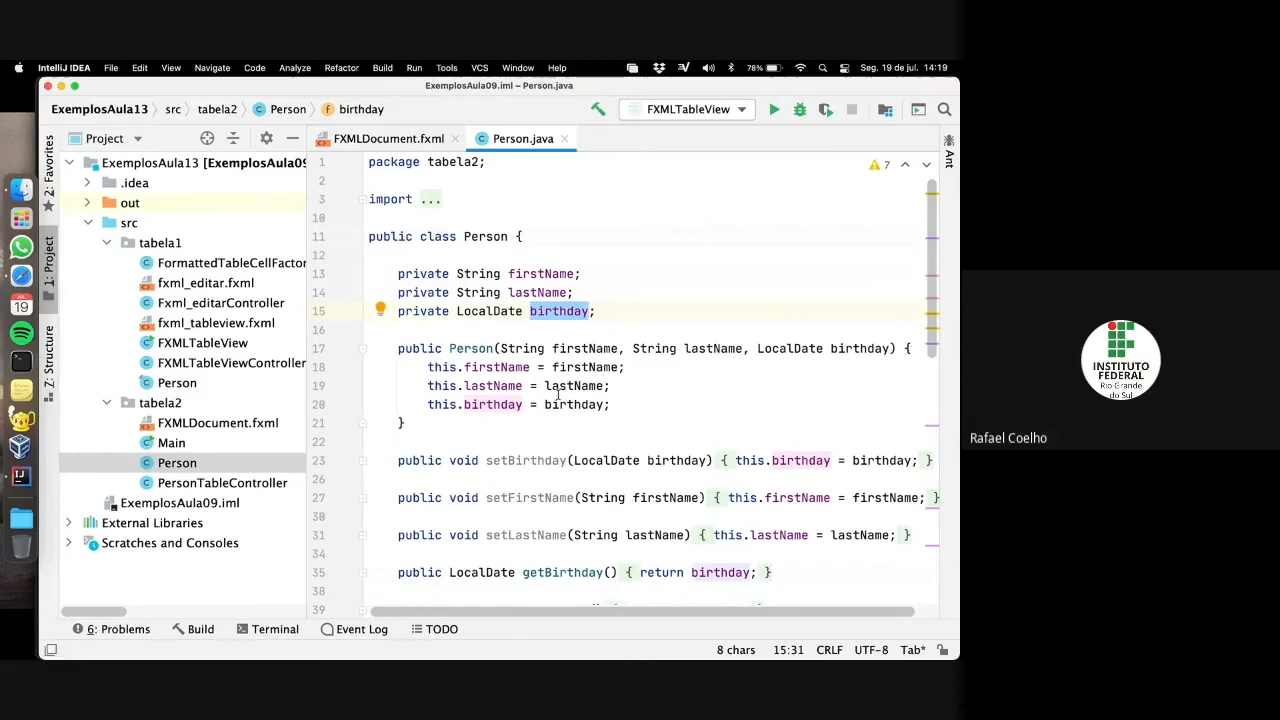 IntelliJ IDEA File Edit View Navigate Code Analyze Refactor Build Run Tools VCS Window Help 78% Seg. 19 de jul. 14:19
ExemplosAula09.iml – Person.java
ExemplosAula13 src tabela2 Person birthday FXMLTableView
Project FXMLDocument.fxml Person.java
2: Favorites
1: Project
Z: Structure
Ant
19
ExemplosAula13 [ExemplosAula09
.idea
out
src
tabela1
FormattedTableCellFactor
fxml_editar.fxml
Fxml_editarController
fxml_tableview.fxml
FXMLTableView
FXMLTableViewController
Person
tabela2
FXMLDocument.fxml
Main
Person
PersonTableController
ExemplosAula09.iml
External Libraries
Scratches and Consoles
7
1 package tabela2;
2
3 import ...
10
11 public class Person {
12
13 private String firstName;
14 private String lastName;
15 private LocalDate birthday;
16
17 public Person(String firstName, String lastName, LocalDate birthday) {
18 this.firstName = firstName;
19 this.lastName = lastName;
20 this.birthday = birthday;
21 }
22
23 public void setBirthday(LocalDate birthday) { this.birthday = birthday; }
26
27 public void setFirstName(String firstName) { this.firstName = firstName; }
30
31 public void setLastName(String lastName) { this.lastName = lastName; }
34
35 public LocalDate getBirthday() { return birthday; }
38
39
6: Problems Build Terminal Event Log TODO
8 chars 15:31 CRLF UTF-8 Tab*
INSTITUTO
FEDERAL
Rio Grande
do Sul
Rafael Coelho